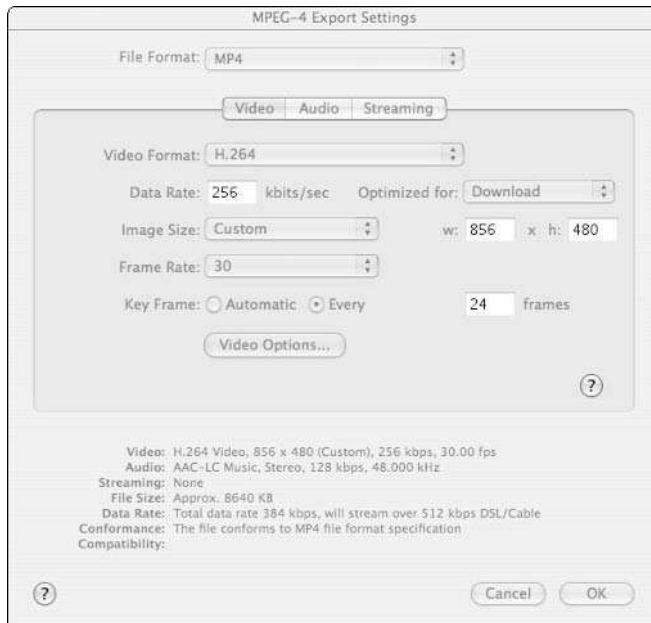 MPEG-4 Export Settings
File Format: MP4
Video Audio Streaming
Video Format: H.264
Data Rate: 256 kbits/sec Optimized for: Download
Image Size: Custom w: 856 x h: 480
Frame Rate: 30
Key Frame: Automatic Every 24 frames
Video Options...
?
Video: H.264 Video, 856 x 480 (Custom), 256 kbps, 30.00 fps
Audio: AAC-LC Music, Stereo, 128 kbps, 48.000 kHz
Streaming: None
File Size: Approx. 8640 KB
Data Rate: Total data rate 384 kbps, will stream over 512 kbps DSL/Cable
Conformance: The file conforms to MP4 file format specification
Compatibility:
? Cancel OK